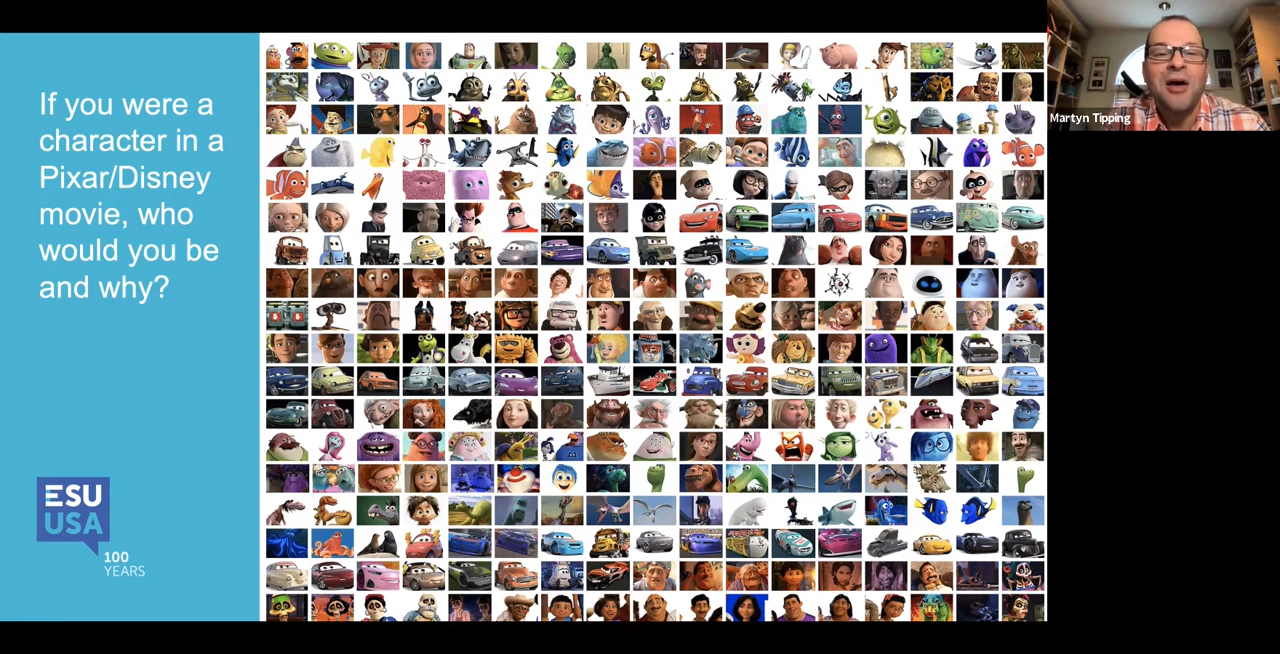 If you were a
character in a
Pixar/Disney
movie, who
would you be
and why?
ESU
USA
100
YEARS
Martyn Tipping